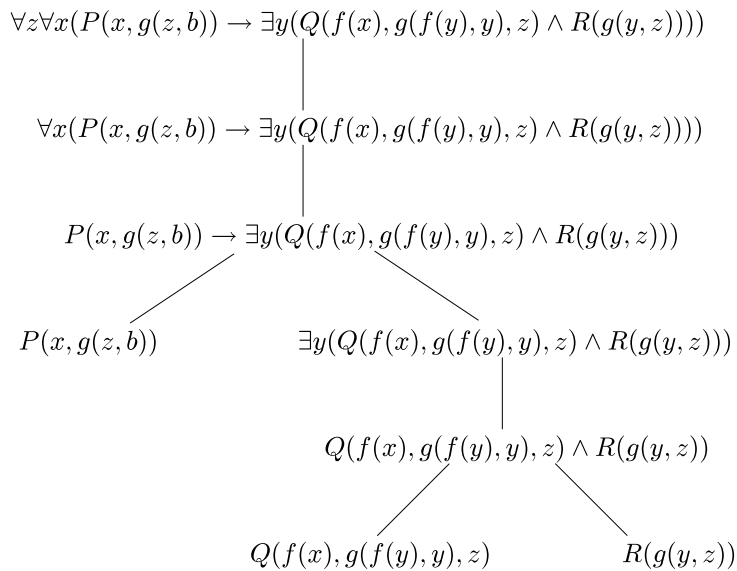 ∀z∀x(P(x, g(z, b)) → ∃y(Q(f(x), g(f(y), y), z) ∧ R(g(y, z))))
∀x(P(x, g(z, b)) → ∃y(Q(f(x), g(f(y), y), z) ∧ R(g(y, z))))
P(x, g(z, b)) → ∃y(Q(f(x), g(f(y), y), z) ∧ R(g(y, z)))
P(x, g(z, b)) ∃y(Q(f(x), g(f(y), y), z) ∧ R(g(y, z)))
Q(f(x), g(f(y), y), z) ∧ R(g(y, z))
Q(f(x), g(f(y), y), z) R(g(y, z))